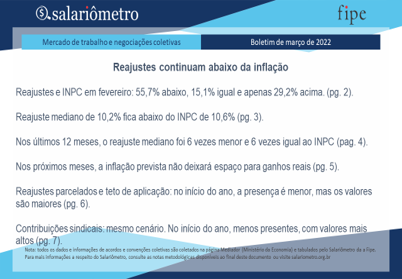 salariômetro
fipe
Mercado de trabalho e negociações coletivas
Boletim de março de 2022
Reajustes continuam abaixo da inflação
Reajustes e INPC em fevereiro: 55,7% abaixo, 15,1% igual e apenas 29,2% acima. (pg. 2).
Reajuste mediano de 10,2% fica abaixo do INPC de 10,6% (pg. 3).
Nos últimos 12 meses, o reajuste mediano foi 6 vezes menor e 6 vezes igual ao INPC (pag. 4).
Nos próximos meses, a inflação prevista não deixará espaço para ganhos reais (pg. 5).
Reajustes parcelados e teto de aplicação: no início do ano, a presença é menor, mas os valores
são maiores (pg. 6).
Contribuições sindicais: mesmo cenário. No início do ano, menos presentes, com valores mais
altos (pg. 7).
Nota: todos os dados e informações de acordos e convenções coletivas são coletados na página Mediador (Ministério da Economia) e tabulados pelo Salariômetro da Fipe.
Para mais informações a respeito do Salariômetro, consulte as notas metodológicas disponíveis ao final deste documento ou visite salariometro.org.br